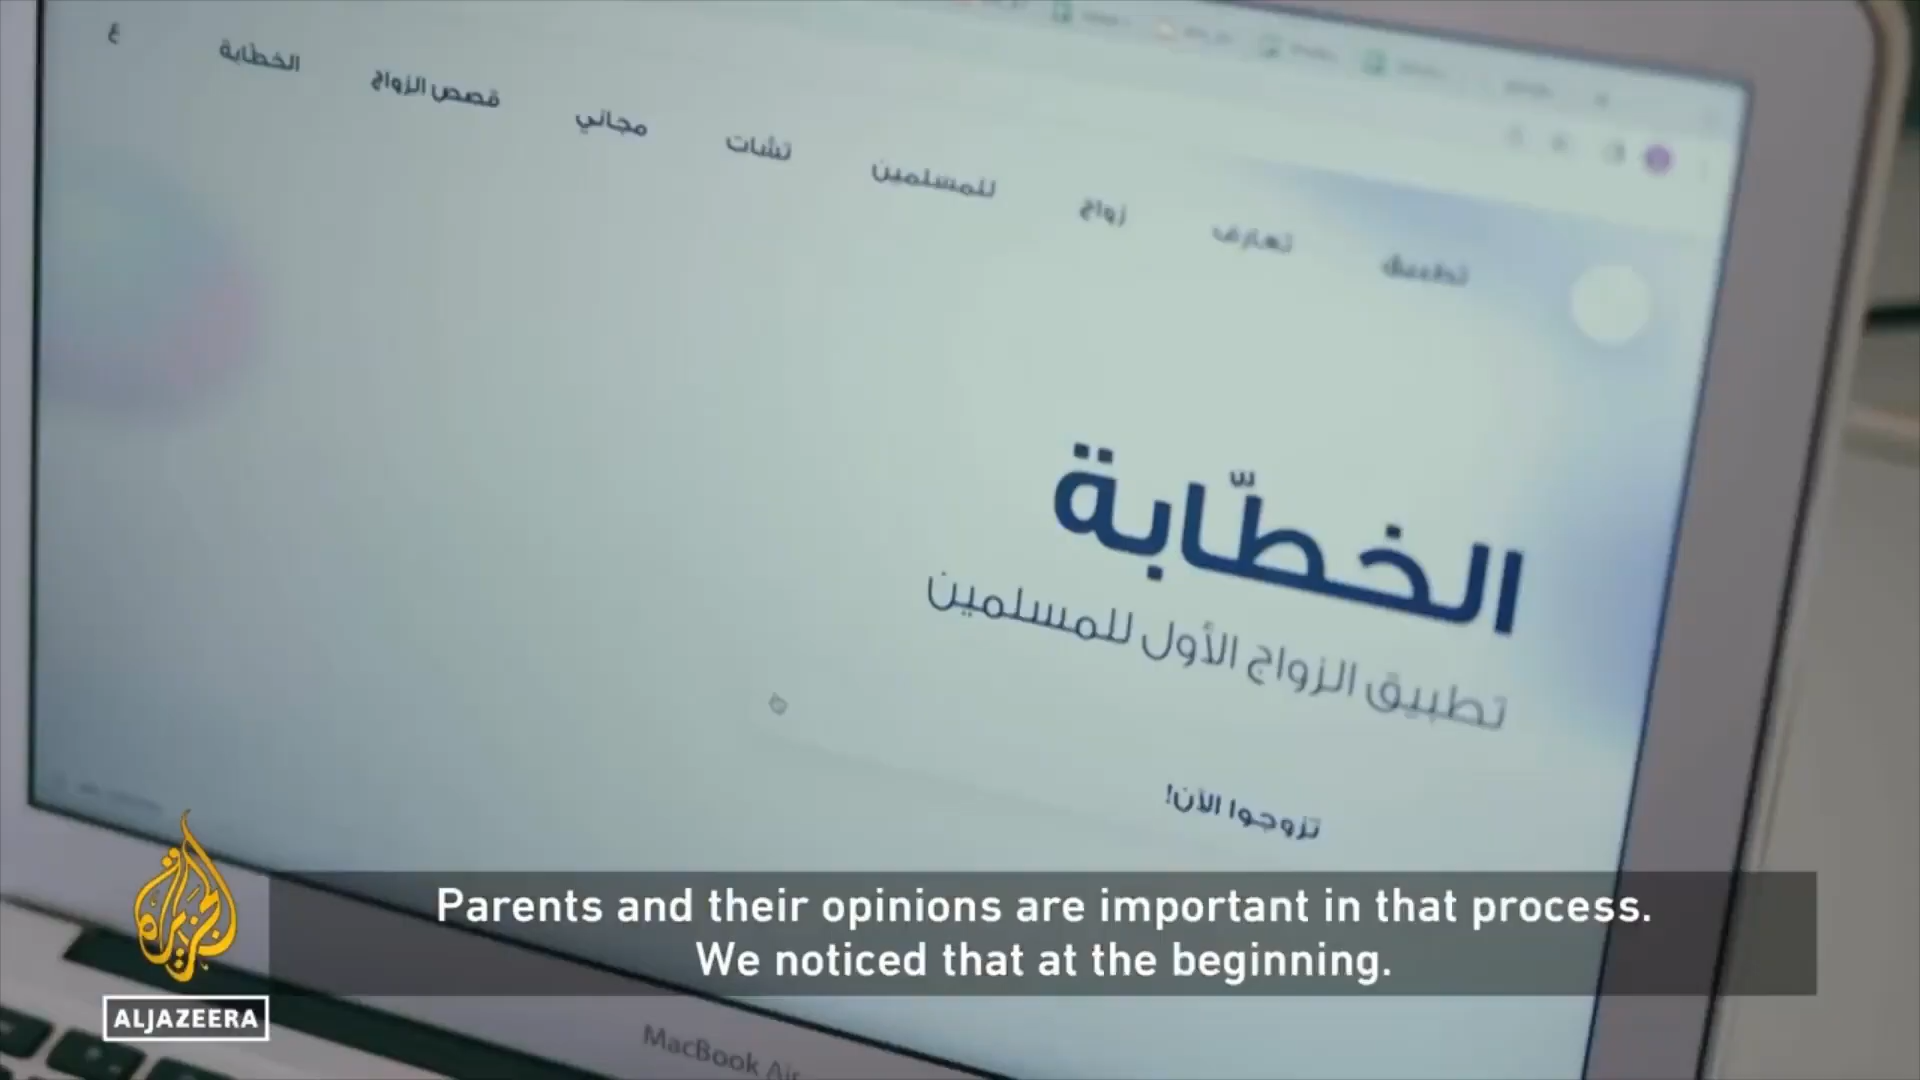 تطبيق تعارف زواج للمسلمين تشات مجاني قصص الزواج الخطابة ع
الخطّابة
تطبيق الزواج الأول للمسلمين
تزوجوا الآن!
Parents and their opinions are important in that process.
We noticed that at the beginning.
الجزيرة
ALJAZEERA
MacBook Air